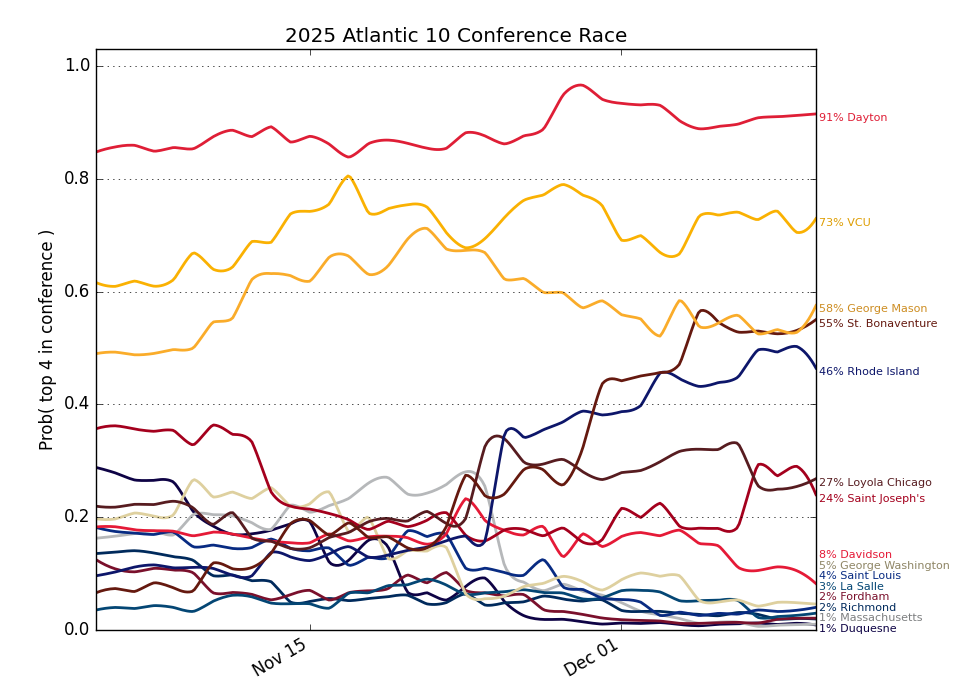 2025 Atlantic 10 Conference Race
Prob( top 4 in conference )
1.0
0.8
0.6
0.4
0.2
0.0
Nov 15
Dec 01
91% Dayton
73% VCU
58% George Mason
55% St. Bonaventure
46% Rhode Island
27% Loyola Chicago
24% Saint Joseph's
8% Davidson
5% George Washington
4% Saint Louis
3% La Salle
2% Fordham
2% Richmond
1% Massachusetts
1% Duquesne